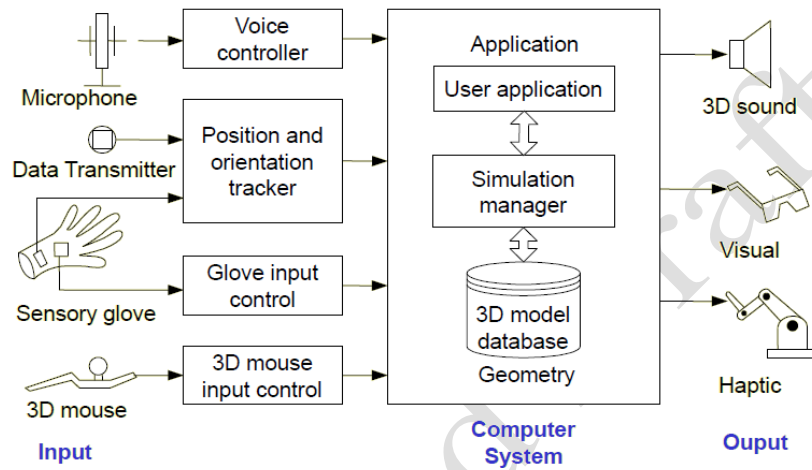 Microphone
Voice
controller
Data Transmitter
Position and
orientation
tracker
Sensory glove
Glove input
control
3D mouse
3D mouse
input control
Input
Application
User application
Simulation
manager
3D model
database
Geometry
Computer
System
3D sound
Visual
Haptic
Ouput
raft
d